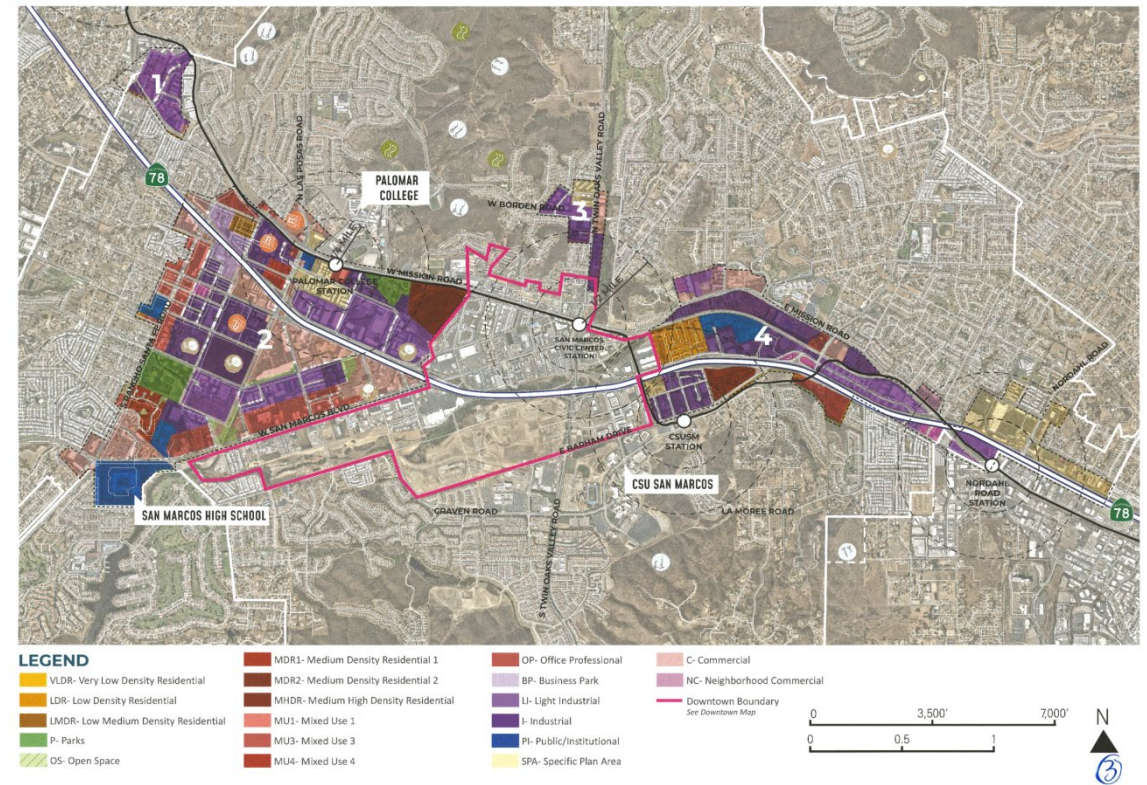 1
78
N LAS POSAS ROAD
PALOMAR
COLLEGE
W BORDEN ROAD
3
N TWIN OAKS VALLEY ROAD
1/2 MILE
W MISSION ROAD
PALOMAR COLLEGE
STATION
2
1/2 MILE
SAN MARCOS
CIVIC CENTER
STATION
4
E MISSION ROAD
NORDAHL ROAD
W SAN MARCOS BLVD
E BARHAM DRIVE
CSUSM
STATION
CSU SAN MARCOS
NORDAHL
ROAD
STATION
78
SAN MARCOS HIGH SCHOOL
CRAVEN ROAD
LA MOREE ROAD
S TWIN OAKS VALLEY ROAD
LEGEND
VLDR- Very Low Density Residential
LDR- Low Density Residential
LMDR- Low Medium Density Residential
P- Parks
OS- Open Space
MDR1- Medium Density Residential 1
MDR2- Medium Density Residential 2
MHDR- Medium High Density Residential
MU1- Mixed Use 1
MU3- Mixed Use 3
MU4- Mixed Use 4
OP- Office Professional
BP- Business Park
LI- Light Industrial
I- Industrial
PI- Public/Institutional
SPA- Specific Plan Area
C- Commercial
NC- Neighborhood Commercial
Downtown Boundary
See Downtown Map
0 3,500' 7,000'
0 0.5 1
N
3